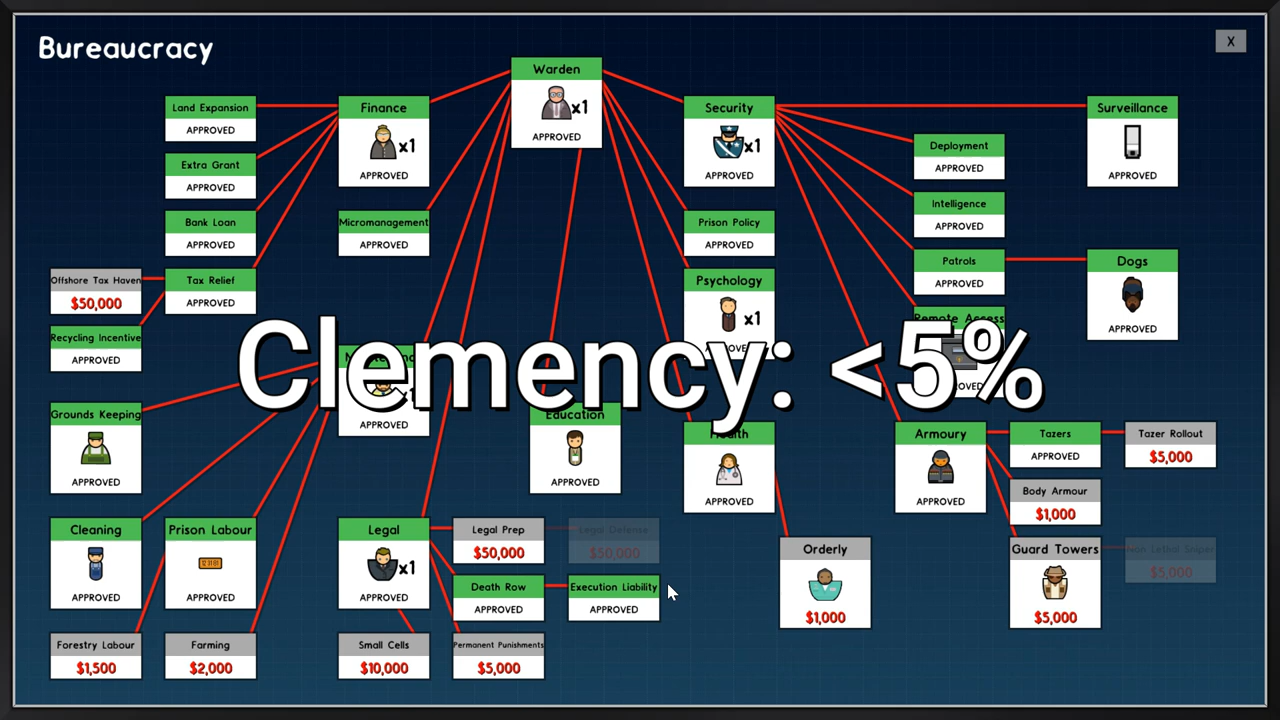 Bureaucracy
X
Warden
x1
APPROVED
Land Expansion
APPROVED
Finance
x1
APPROVED
Security
x1
APPROVED
Surveillance
APPROVED
Extra Grant
APPROVED
Deployment
APPROVED
Bank Loan
APPROVED
Micromanagement
APPROVED
Prison Policy
APPROVED
Intelligence
APPROVED
Offshore Tax Haven
$50,000
Tax Relief
APPROVED
Psychology
x1
Patrols
APPROVED
Dogs
APPROVED
Recycling Incentive
APPROVED
Remote Access
Clemency: <5%
Grounds Keeping
APPROVED
APPROVED
Education
APPROVED
Health
APPROVED
Armoury
APPROVED
Tazers
APPROVED
Tazer Rollout
$5,000
Body Armour
$1,000
Cleaning
APPROVED
Prison Labour
APPROVED
Legal
x1
APPROVED
Legal Prep
$50,000
Legal Defense
$50,000
Death Row
APPROVED
Execution Liability
APPROVED
Orderly
$1,000
Guard Towers
$5,000
Non Lethal Sniper
$5,000
Forestry Labour
$1,500
Farming
$2,000
Small Cells
$10,000
Permanent Punishments
$5,000